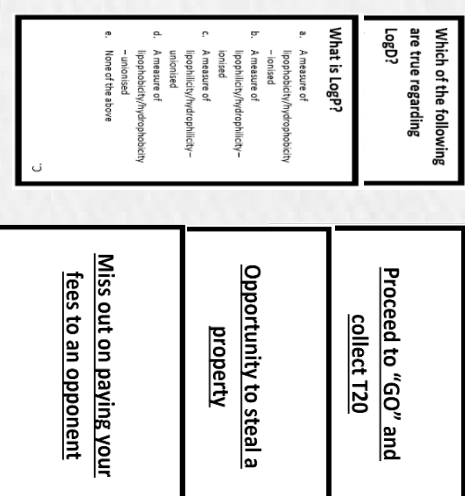 Which of the following
are true regarding
LogD?
What is LogP?
a. A measure of
lipophobicity/hydrophobicity
– ionised
b. A measure of
lipophilicity/hydrophilicity –
ionised
c. A measure of
lipophilicity/hydrophilicity –
unionised
d. A measure of
lipophobicity/hydrophobicity
– unionised
e. None of the above
C.
Proceed to “GO” and
collect T20
Opportunity to steal a
property
Miss out on paying your
fees to an opponent